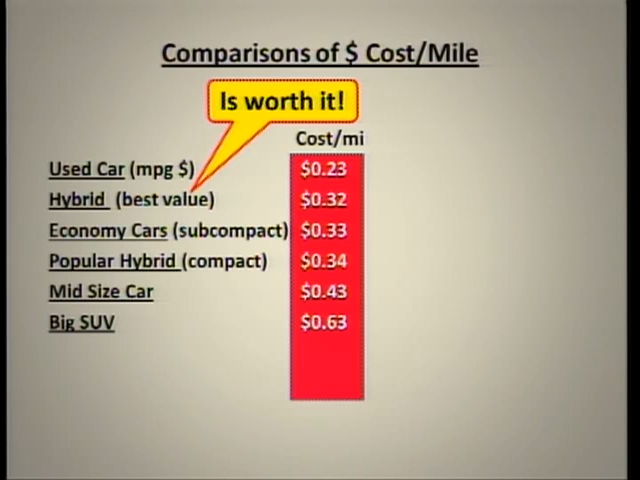 Comparisons of $ Cost/Mile
Is worth it!
Cost/mi
Used Car (mpg $) $0.23
Hybrid (best value) $0.32
Economy Cars (subcompact) $0.33
Popular Hybrid (compact) $0.34
Mid Size Car $0.43
Big SUV $0.63